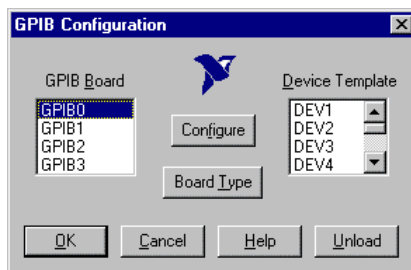 GPIB Configuration
GPIB Board
Device Template
GPIB0
GPIB1
GPIB2
GPIB3
Configure
Board Type
DEV1
DEV2
DEV3
DEV4
OK
Cancel
Help
Unload